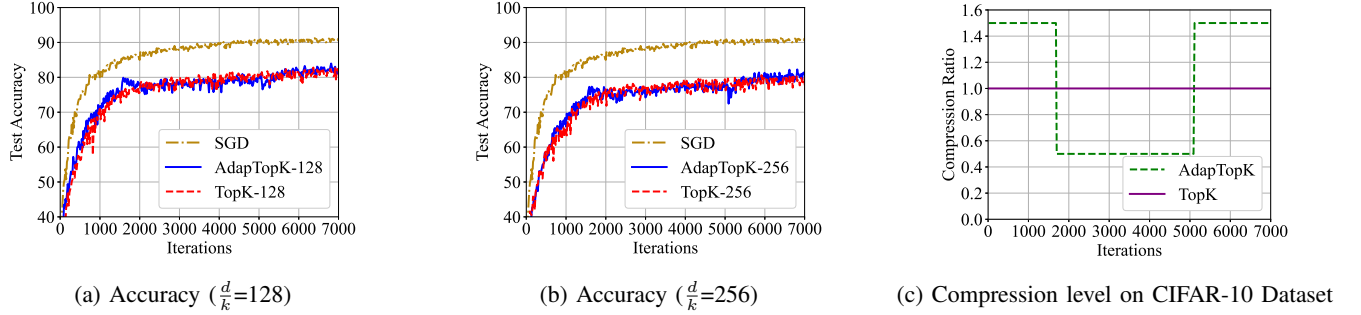 100
90
80
70
60
50
40
Test Accuracy
0 1000 2000 3000 4000 5000 6000 7000
Iterations
SGD
AdapTopK-128
TopK-128
(a) Accuracy (d/k=128)
100
90
80
70
60
50
40
Test Accuracy
0 1000 2000 3000 4000 5000 6000 7000
Iterations
SGD
AdapTopK-256
TopK-256
(b) Accuracy (d/k=256)
1.6
1.4
1.2
1.0
0.8
0.6
0.4
0.2
0.0
Compression Ratio
0 1000 2000 3000 4000 5000 6000 7000
Iterations
AdapTopK
TopK
(c) Compression level on CIFAR-10 Dataset